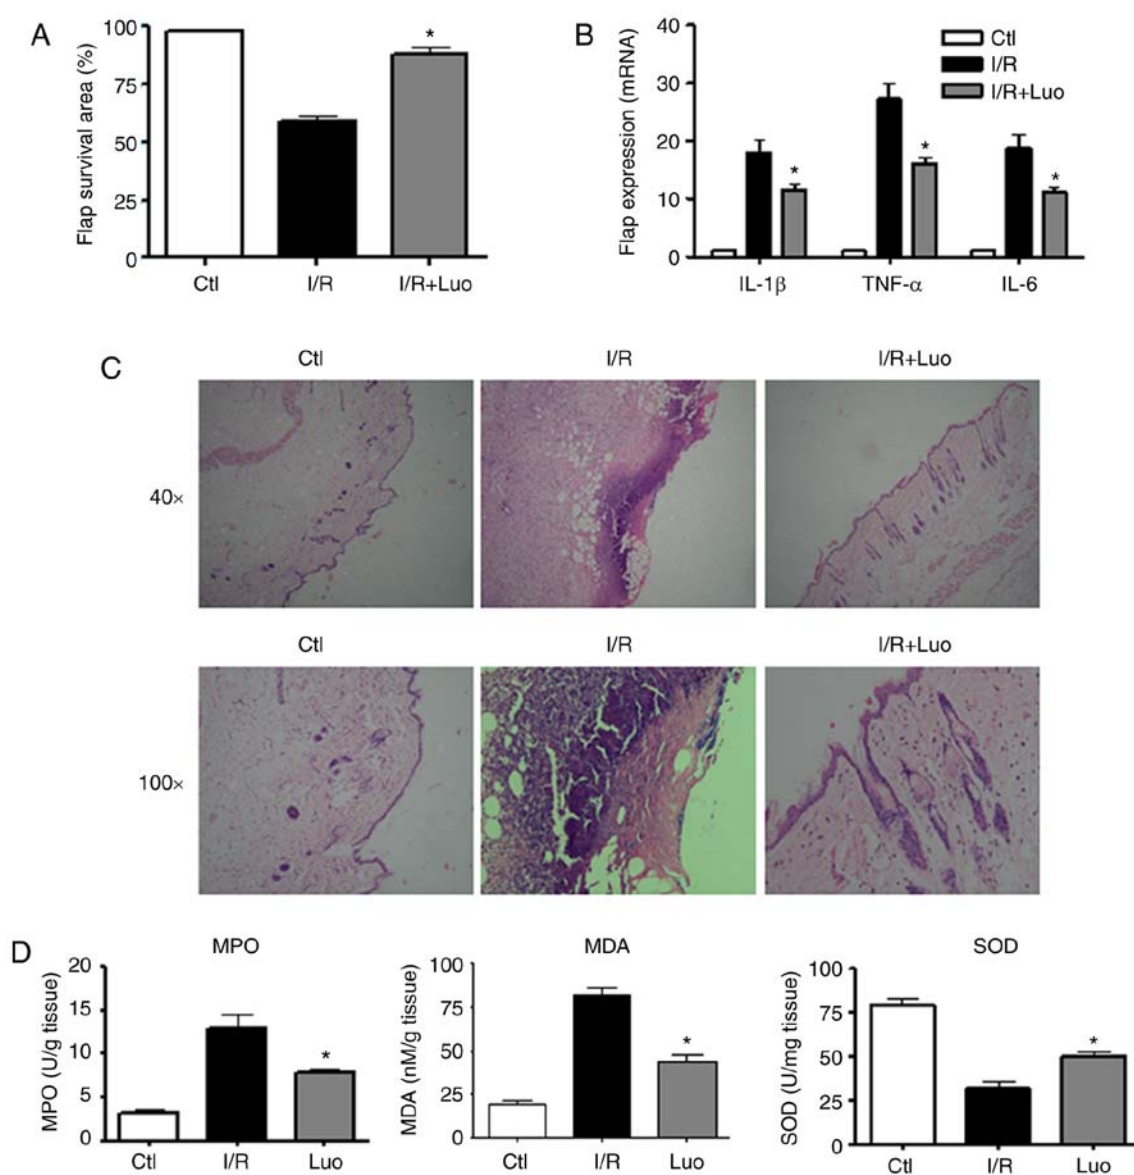 A
Flap survival area (%)
100
75
50
25
0
Ctl I/R I/R+Luo
*
B
Flap expression (mRNA)
40
30
20
10
0
Ctl
I/R
I/R+Luo
* * *
IL-1β TNF-α IL-6
C
Ctl I/R I/R+Luo
40×
Ctl I/R I/R+Luo
100×
D
MPO
MPO (U/g tissue)
20
15
10
5
0
*
Ctl I/R Luo
MDA
MDA (nM/g tissue)
100
75
50
25
0
*
Ctl I/R Luo
SOD
SOD (U/mg tissue)
100
75
50
25
0
*
Ctl I/R Luo